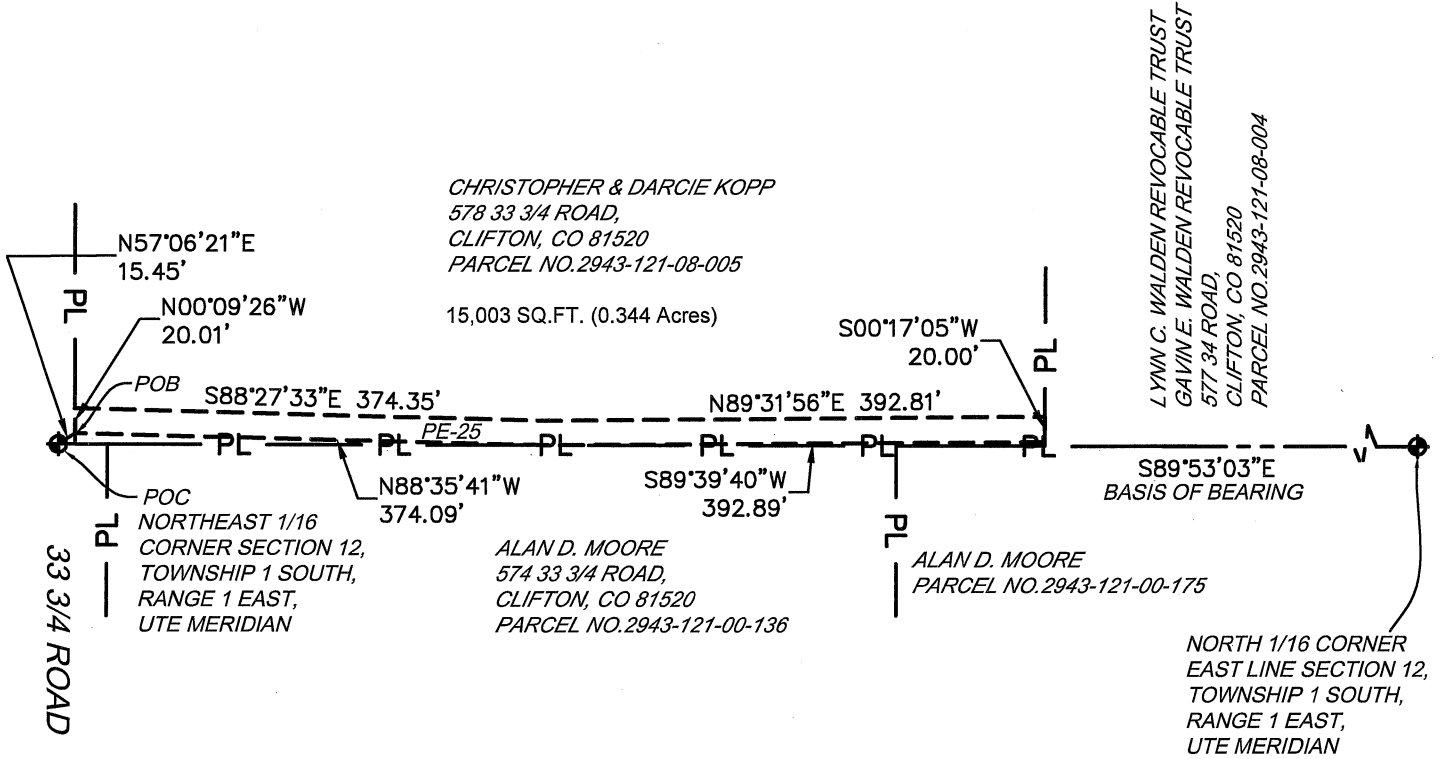 LYNN C. WALDEN REVOCABLE TRUST
GAVIN E. WALDEN REVOCABLE TRUST
577 34 ROAD,
CLIFTON, CO 81520
PARCEL NO.2943-121-08-004
CHRISTOPHER & DARCIE KOPP
578 33 3/4 ROAD,
CLIFTON, CO 81520
PARCEL NO.2943-121-08-005
15,003 SQ.FT. (0.344 Acres)
N57°06'21"E
15.45'
PL
N00°09'26"W
20.01'
POB
S88°27'33"E 374.35'
N89°31'56"E 392.81'
S00°17'05"W
20.00'
PL
PE-25
PL
PL
PL
PL
PL
PL
S89°53'03"E
BASIS OF BEARING
N88°35'41"W
374.09'
S89°39'40"W
392.89'
POC
NORTHEAST 1/16
CORNER SECTION 12,
TOWNSHIP 1 SOUTH,
RANGE 1 EAST,
UTE MERIDIAN
PL
33 3/4 ROAD
ALAN D. MOORE
574 33 3/4 ROAD,
CLIFTON, CO 81520
PARCEL NO.2943-121-00-136
PL
ALAN D. MOORE
PARCEL NO.2943-121-00-175
NORTH 1/16 CORNER
EAST LINE SECTION 12,
TOWNSHIP 1 SOUTH,
RANGE 1 EAST,
UTE MERIDIAN